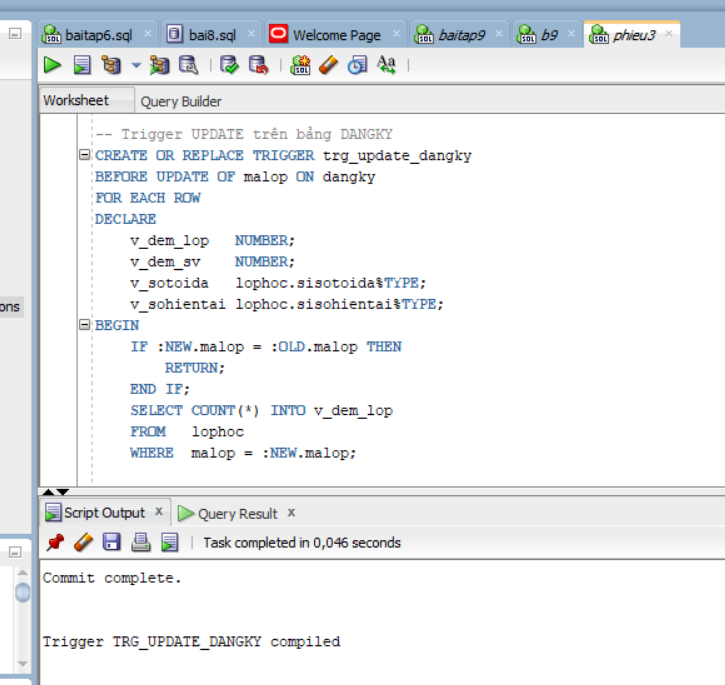 baitap6.sql bai8.sql Welcome Page baitap9 b9 phieu3
Worksheet Query Builder
-- Trigger UPDATE trên bảng DANGKY
CREATE OR REPLACE TRIGGER trg_update_dangky
BEFORE UPDATE OF malop ON dangky
FOR EACH ROW
DECLARE
v_dem_lop NUMBER;
v_dem_sv NUMBER;
v_sotoida lophoc.sisotoida%TYPE;
v_sohientai lophoc.sisohientai%TYPE;
ons
BEGIN
IF :NEW.malop = :OLD.malop THEN
RETURN;
END IF;
SELECT COUNT(*) INTO v_dem_lop
FROM lophoc
WHERE malop = :NEW.malop;
Script Output x Query Result x
Task completed in 0,046 seconds
Commit complete.
Trigger TRG_UPDATE_DANGKY compiled